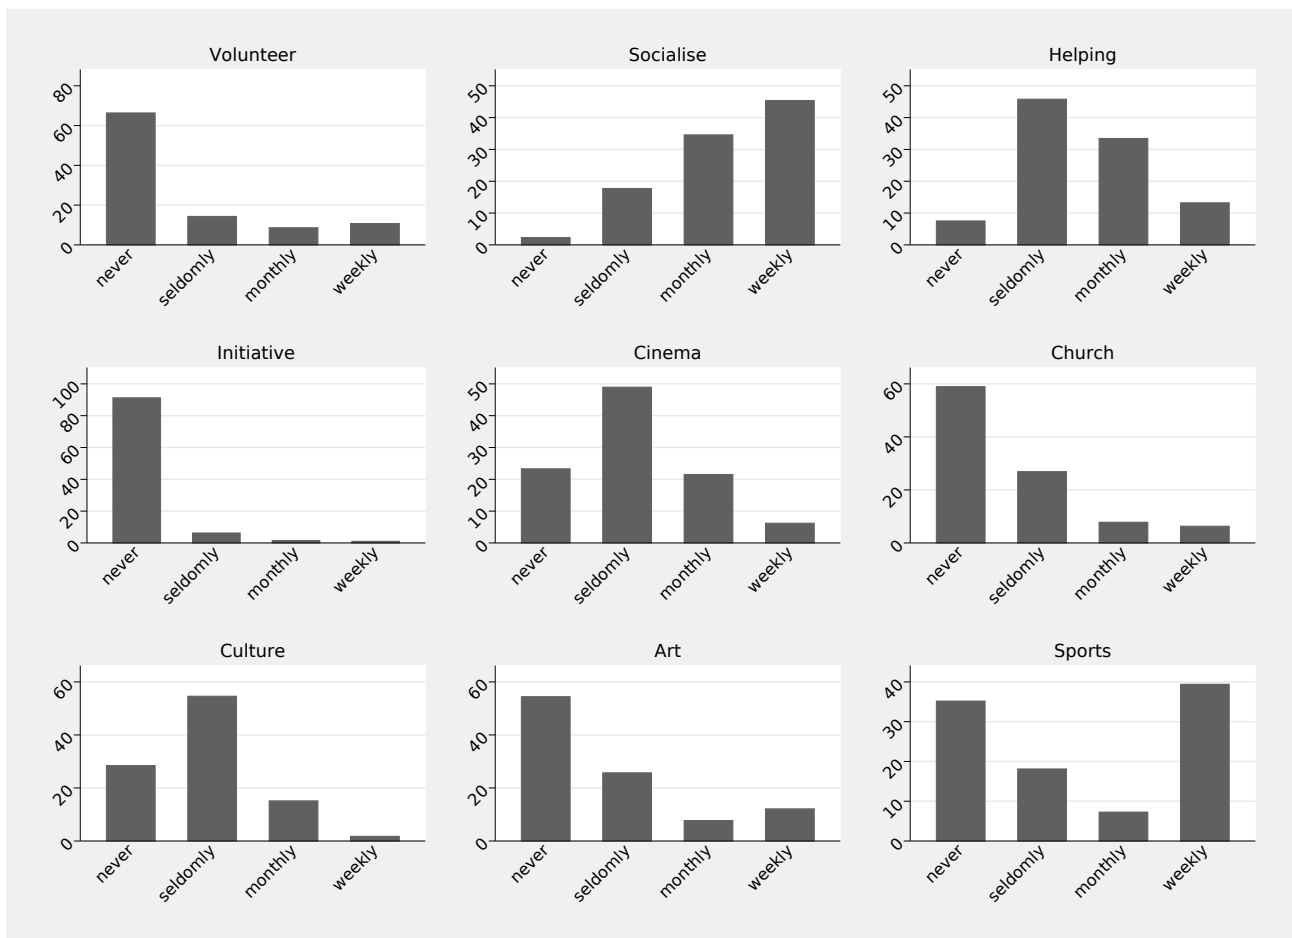 Volunteer
80
60
40
20
0
never
seldomly
monthly
weekly
Socialise
50
40
30
20
10
0
never
seldomly
monthly
weekly
Helping
50
40
30
20
10
0
never
seldomly
monthly
weekly
Initiative
100
80
60
40
20
0
never
seldomly
monthly
weekly
Cinema
50
40
30
20
10
0
never
seldomly
monthly
weekly
Church
60
40
20
0
never
seldomly
monthly
weekly
Culture
60
40
20
0
never
seldomly
monthly
weekly
Art
60
40
20
0
never
seldomly
monthly
weekly
Sports
40
30
20
10
0
never
seldomly
monthly
weekly